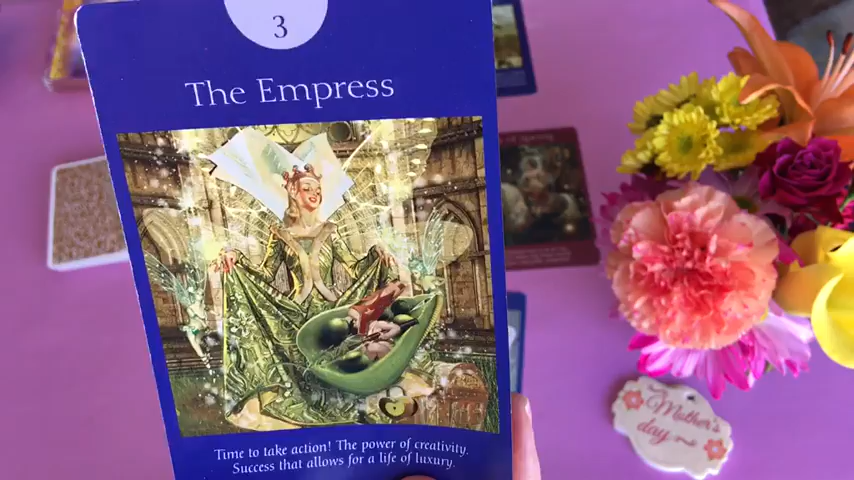 3
The Empress
Time to take action! The power of creativity.
Success that allows for a life of luxury.
Mother's
day